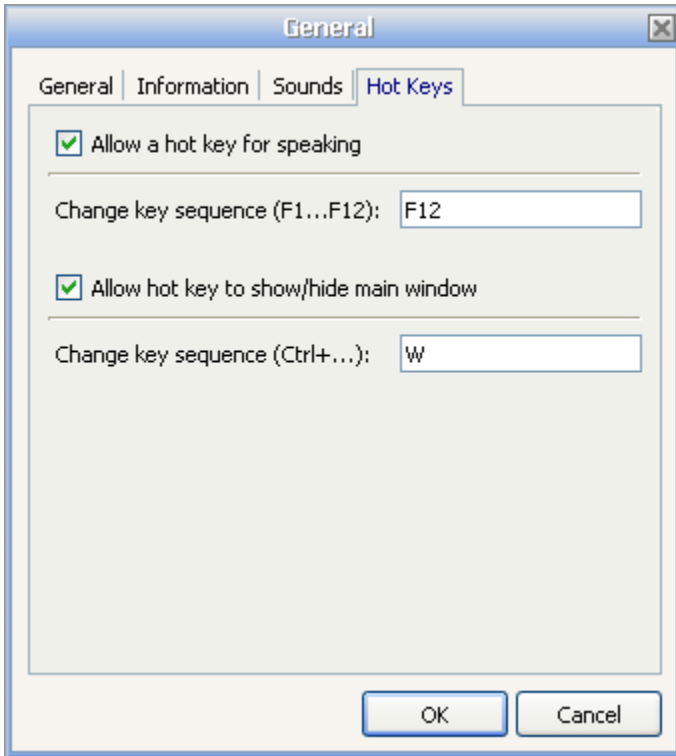 General
General Information Sounds Hot Keys
Allow a hot key for speaking
Change key sequence (F1...F12): F12
Allow hot key to show/hide main window
Change key sequence (Ctrl+...): W
OK Cancel